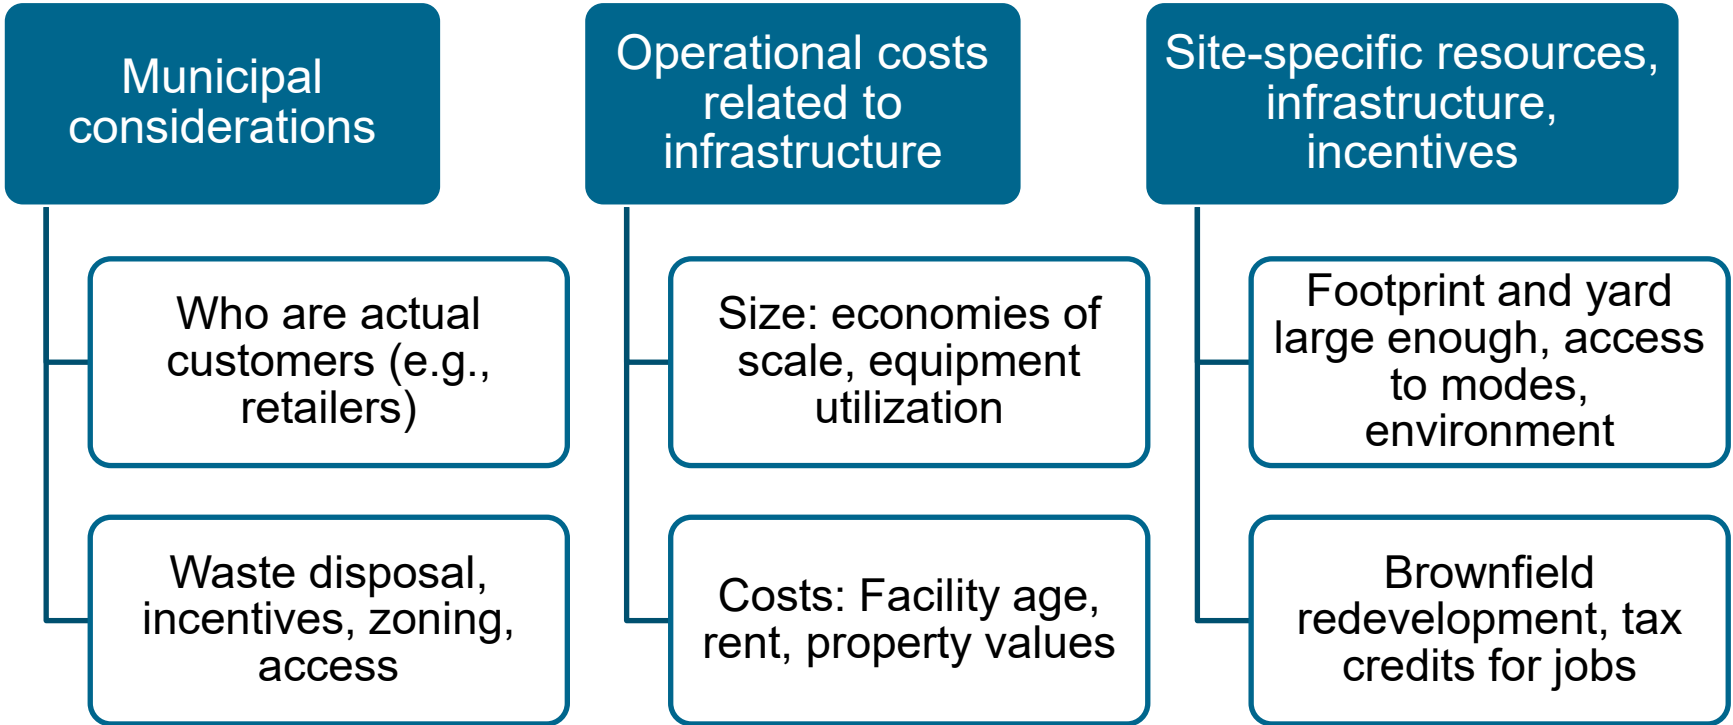 Municipal
considerations
Who are actual
customers (e.g.,
retailers)
Waste disposal,
incentives, zoning,
access
Operational costs
related to
infrastructure
Size: economies of
scale, equipment
utilization
Costs: Facility age,
rent, property values
Site-specific resources,
infrastructure,
incentives
Footprint and yard
large enough, access
to modes,
environment
Brownfield
redevelopment, tax
credits for jobs